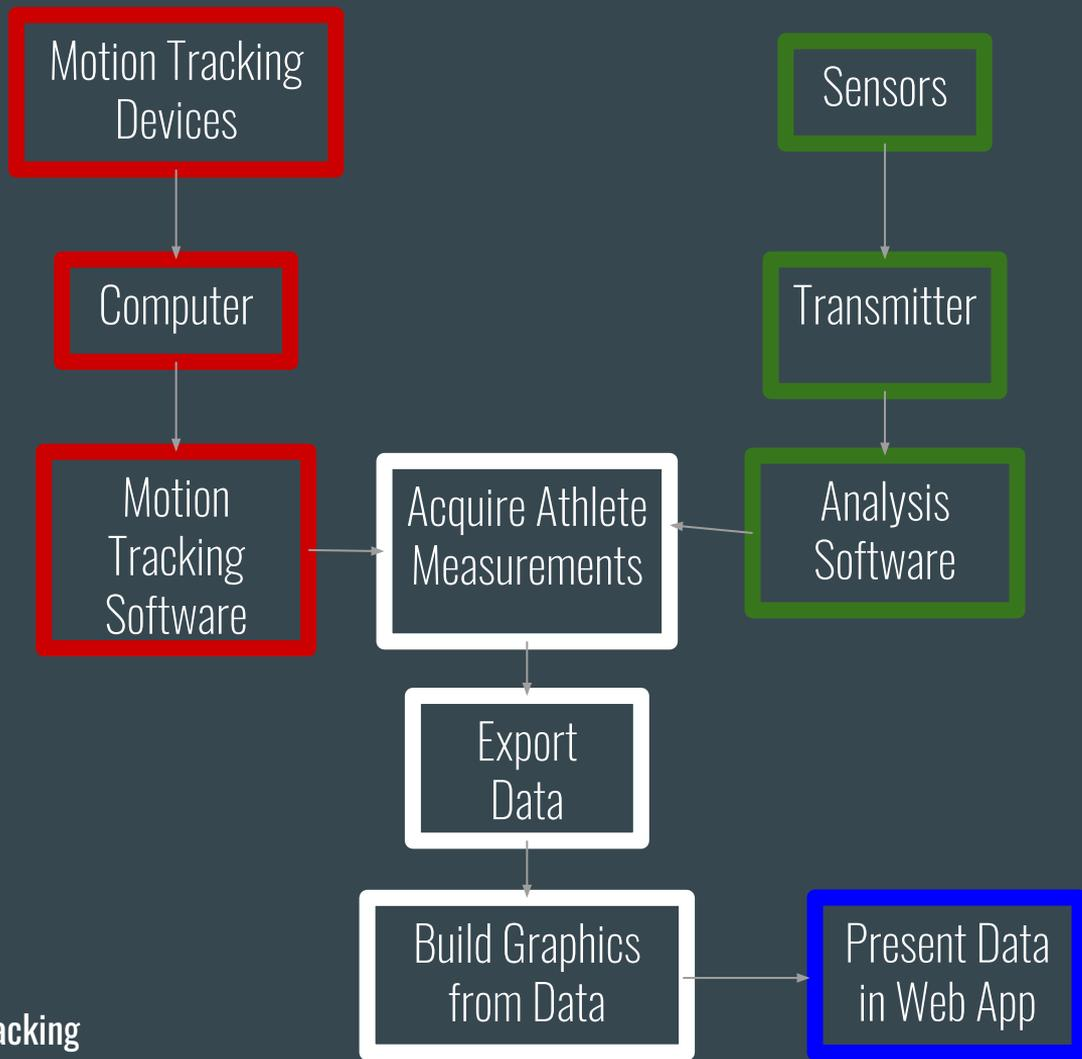 Motion Tracking
Devices
Sensors
Computer
Transmitter
Motion
Tracking
Software
Acquire Athlete
Measurements
Analysis
Software
Export
Data
Build Graphics
from Data
Present Data
in Web App
acking